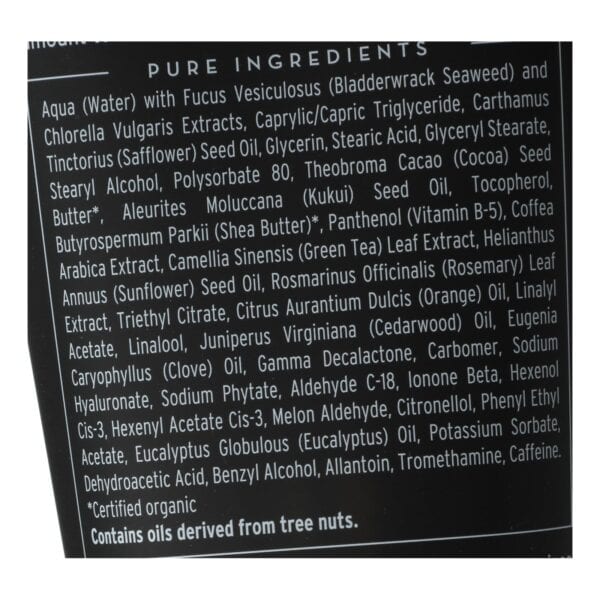 PURE INGREDIENTS
Aqua (Water) with Fucus Vesiculosus (Bladderwrack Seaweed) and
Chlorella Vulgaris Extracts, Caprylic/Capric Triglyceride, Carthamus
Tinctorius (Safflower) Seed Oil, Glycerin, Stearic Acid, Glyceryl Stearate,
Stearyl Alcohol, Polysorbate 80, Theobroma Cacao (Cocoa) Seed
Butter*, Aleurites Moluccana (Kukui) Seed Oil, Tocopherol,
Butyrospermum Parkii (Shea Butter)*, Panthenol (Vitamin B-5), Coffea
Arabica Extract, Camellia Sinensis (Green Tea) Leaf Extract, Helianthus
Annuus (Sunflower) Seed Oil, Rosmarinus Officinalis (Rosemary) Leaf
Extract, Triethyl Citrate, Citrus Aurantium Dulcis (Orange) Oil, Linalyl
Acetate, Linalool, Juniperus Virginiana (Cedarwood) Oil, Eugenia
Caryophyllus (Clove) Oil, Gamma Decalactone, Carbomer, Sodium
Hyaluronate, Sodium Phytate, Aldehyde C-18, Ionone Beta, Hexenol
Cis-3, Hexenyl Acetate Cis-3, Melon Aldehyde, Citronellol, Phenyl Ethyl
Acetate, Eucalyptus Globulous (Eucalyptus) Oil, Potassium Sorbate,
Dehydroacetic Acid, Benzyl Alcohol, Allantoin, Tromethamine, Caffeine.
*Certified organic
Contains oils derived from tree nuts.